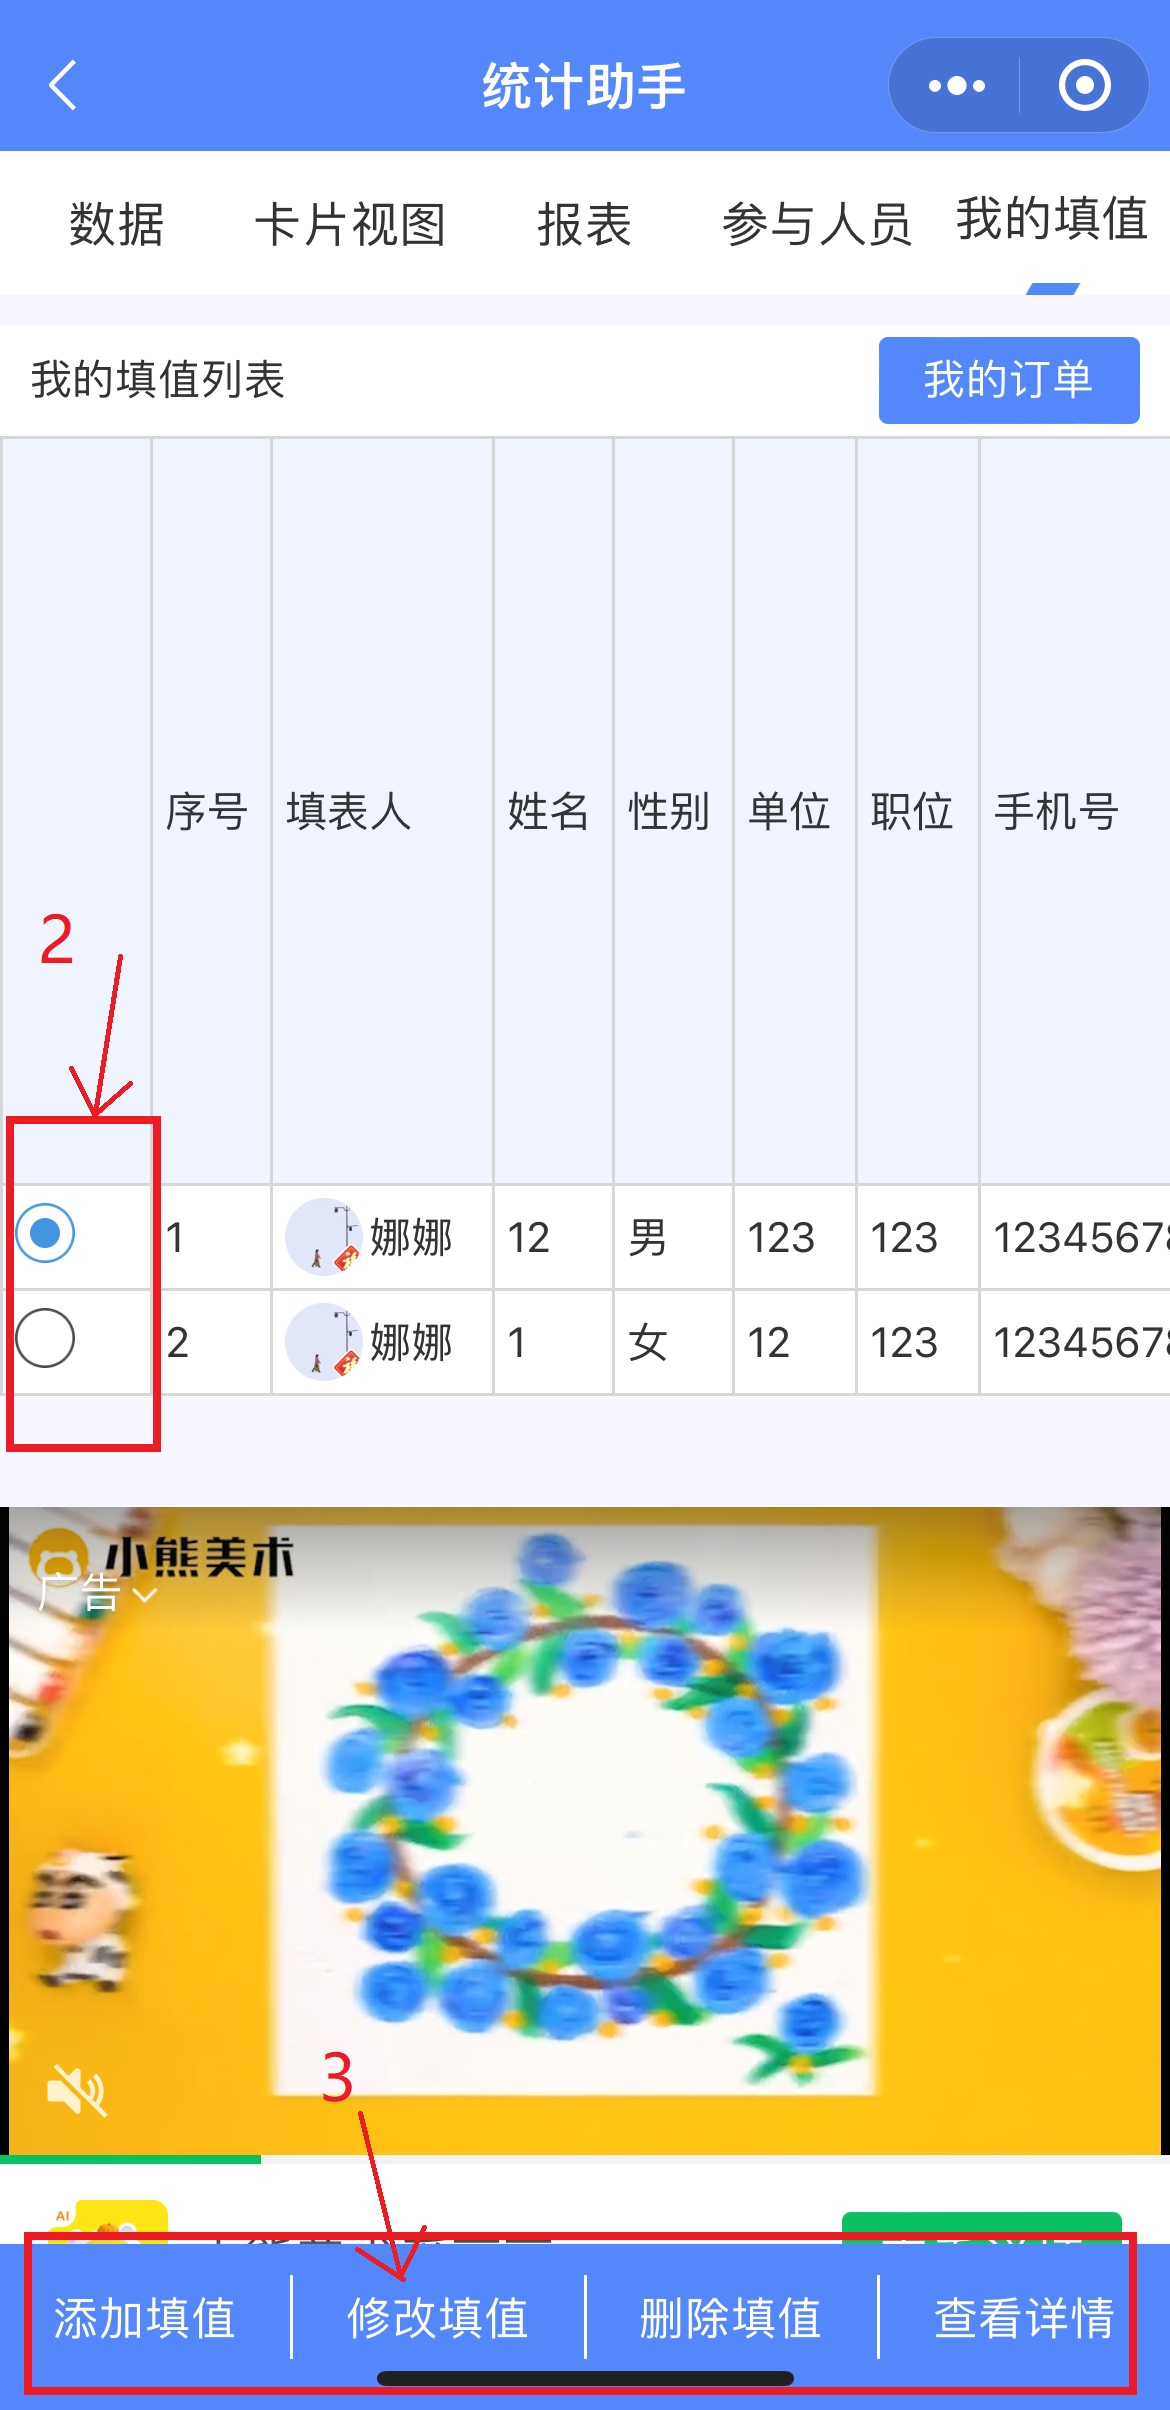 统计助手
数据 卡片视图 报表 参与人员 我的填值
我的填值列表 我的订单
序号 填表人 姓名 性别 单位 职位 手机号
2
1 娜娜 12 男 123 123 12345678
2 娜娜 1 女 12 123 12345678
小熊美术
广告
3
AI
添加填值 修改填值 删除填值 查看详情